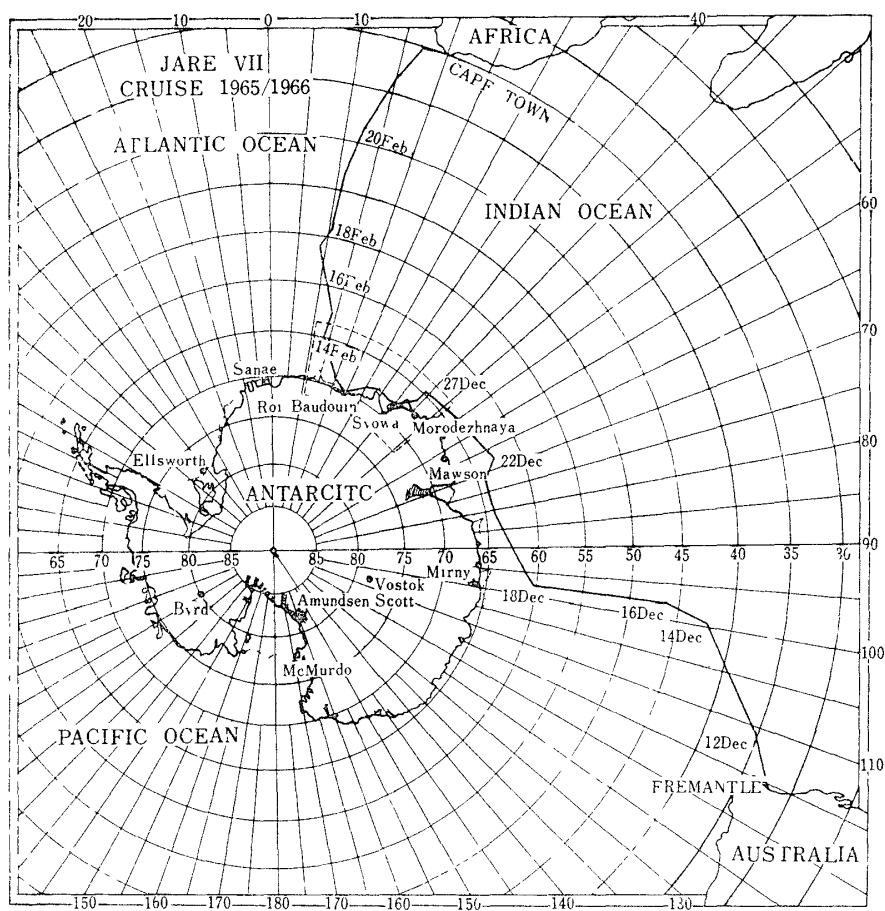 20
10
0
10
20
40
AFRICA
JARE VII
CRUISE 1965/1966
CAPF TOWN
ATLANTIC OCEAN
20Feb
INDIAN OCEAN
60
18Feb
16Feb
70
14Feb
Sanae
27Dec
Roi Baudouin
Syowa
Morodezhnaya
80
Ellsworth
22Dec
Mawson
ANTARCITC
90
65 70 75 85 85 80 75 70 65 60 55 50 45 40 35 30
Mirny
Vostok
18Dec
16Dec
Byrd
Amundsen Scott
14Dec
100
McMurdo
PACIFIC OCEAN
12Dec
110
FREMANTLE
AUSTRALIA
150 160 170 180 170 160 150 140 130